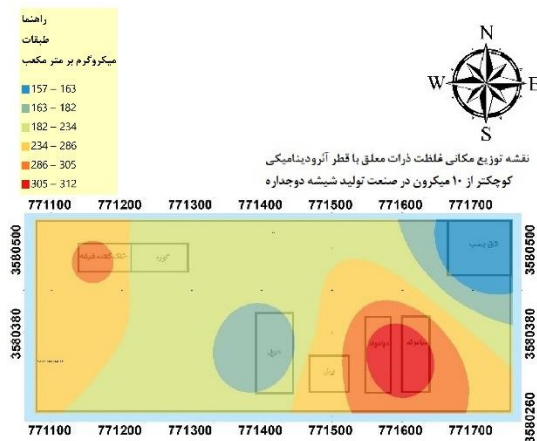 راهنما
طبقات
میکروگرم بر متر مکعب
157 – 163
163 – 182
182 – 234
234 – 286
286 – 305
305 – 312
N
W E
S
نقشه توزیع مکانی غلظت ذرات معلق با قطر آئرودینامیکی
کوچکتر از ۱۰ میکرون در صنعت تولید شیشه دوجداره
771100 771200 771300 771400 771500 771600 771700
3580500 3580500
3580380 3580380
3580260
کوره
دریل
771100 771200 771300 771400 771500 771600 771700